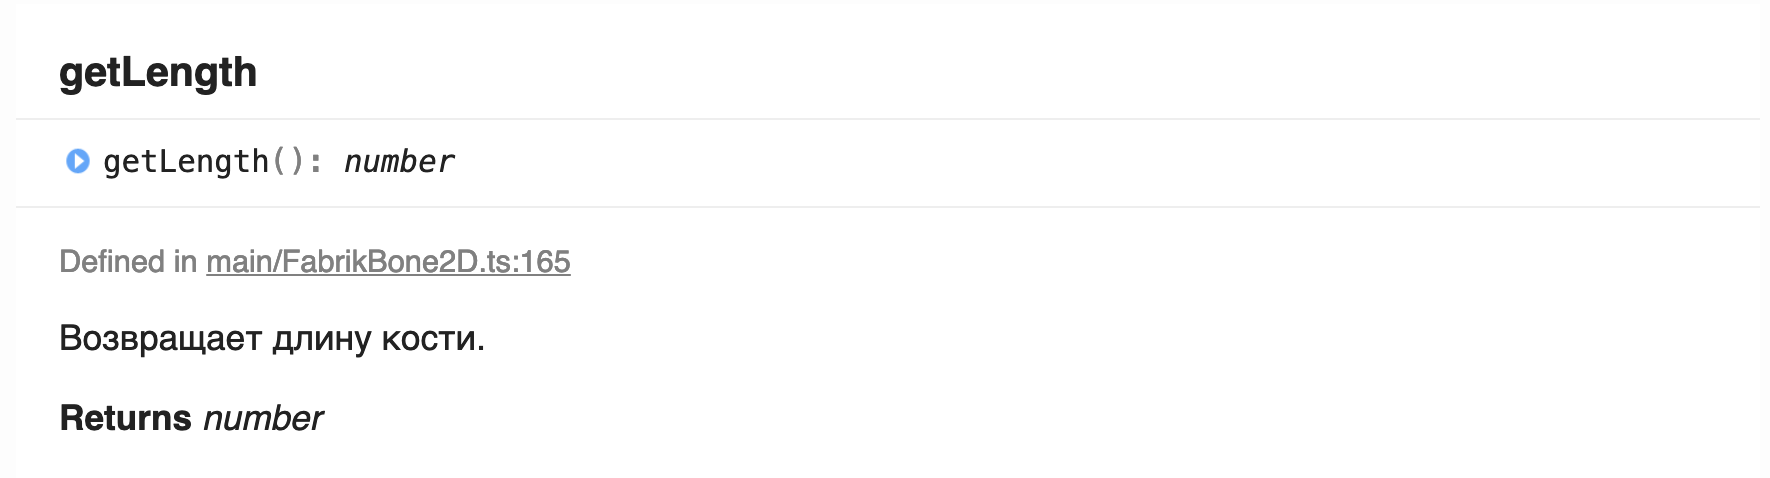 getLength
getLength(): number
Defined in main/FabrikBone2D.ts:165
Возвращает длину кости.
Returns number